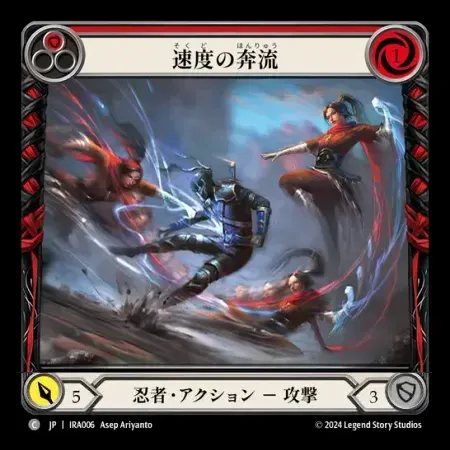 そくど ほんりゅう
速度の奔流
1
5
忍者・アクション － 攻撃
3
C JP | IRA006 Asep Ariyanto
© 2024 Legend Story Studios